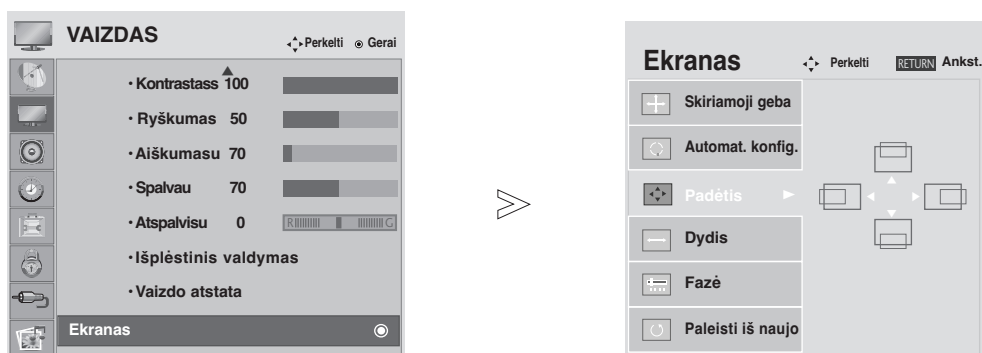 VAIZDAS
Perkelti Gerai
Kontrastass 100
Ryškumas 50
Aiškumasu 70
Spalvau 70
Atspalvisu 0 R G
Išplėstinis valdymas
Vaizdo atstata
Ekranas
Ekranas
Perkelti RETURN Ankst.
Skiriamoji geba
Automat. konfig.
Padėtis
Dydis
Fazė
Paleisti iš naujo